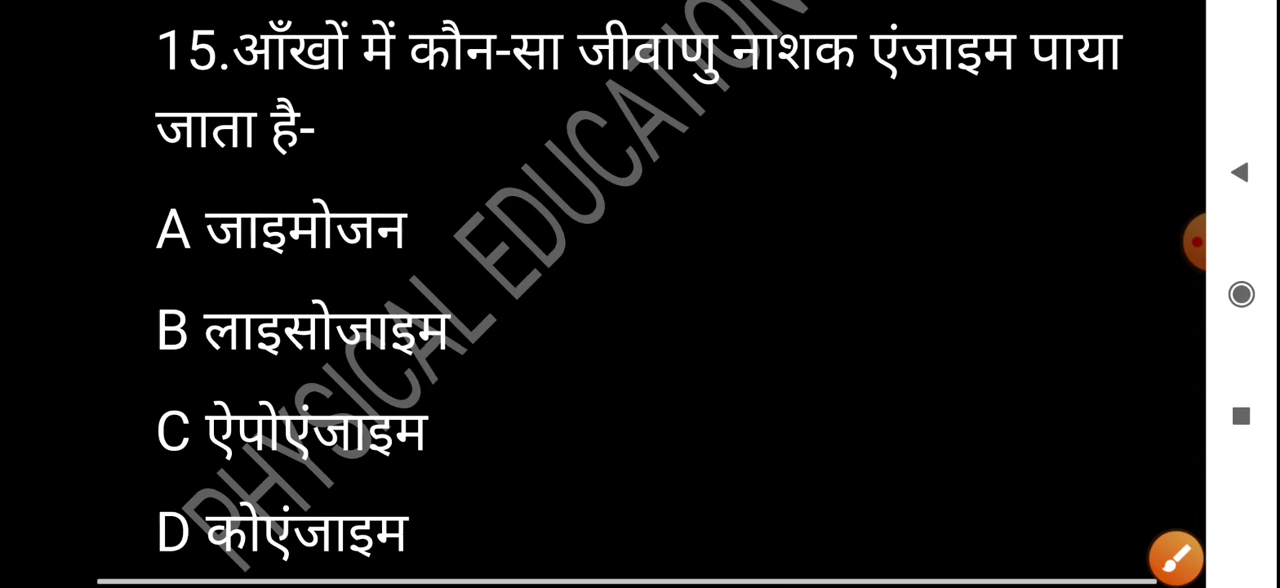 15.आँखों में कौन-सा जीवाणु नाशक एंजाइम पाया
जाता है-
A जाइमोजन
B लाइसोजाइम
C ऐपोएंजाइम
D कोएंजाइम
PHYSICAL EDUCATION